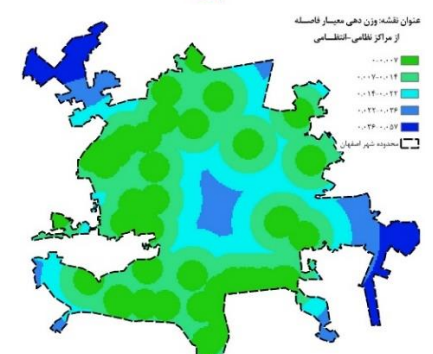 عنوان نقشه: وزن دهی معیار فاصله
از مراکز نظامی-انتظامی
۰-۰.۰۰۷
۰.۰۰۷-۰.۰۱۴
۰.۰۱۴-۰.۰۲۲
۰.۰۲۲-۰.۰۳۶
۰.۰۳۶-۰.۰۵۷
محدوده شهر اصفهان